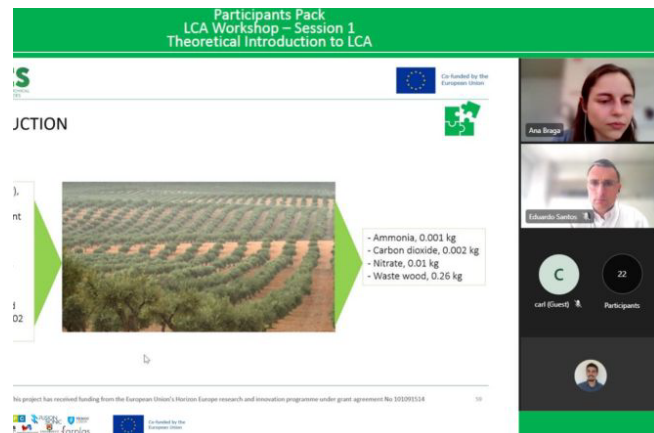 Participants Pack
LCA Workshop – Session 1
Theoretical Introduction to LCA
Co-funded by the
European Union
UCTION
),
nt
d
02
- Ammonia, 0.001 kg
- Carbon dioxide, 0.002 kg
- Nitrate, 0.01 kg
- Waste wood, 0.26 kg
Ana Braga
Eduardo Santos
C
22
carl (Guest)
Participants
his project has received funding from the European Union's Horizon Europe research and innovation programme under grant agreement No 101091514
59
Co-funded by the
European Union